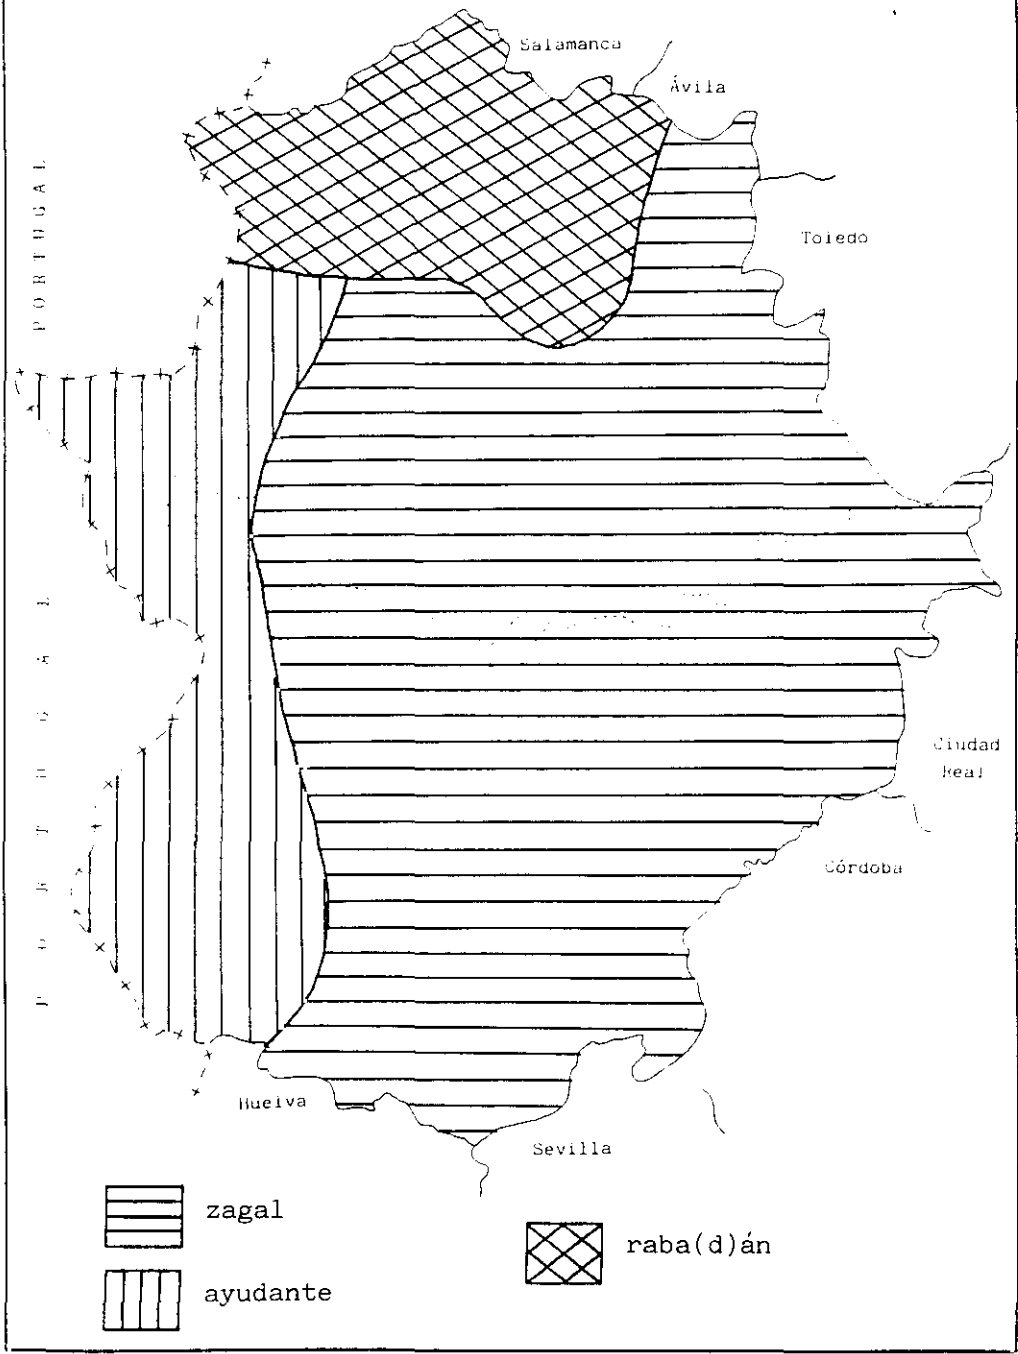 Salamanca
Ávila
PORTUGAL
Toledo
PORTUGAL
Ciudad
Real
Córdoba
Huelva
Sevilla
zagal
raba(d)án
ayudante